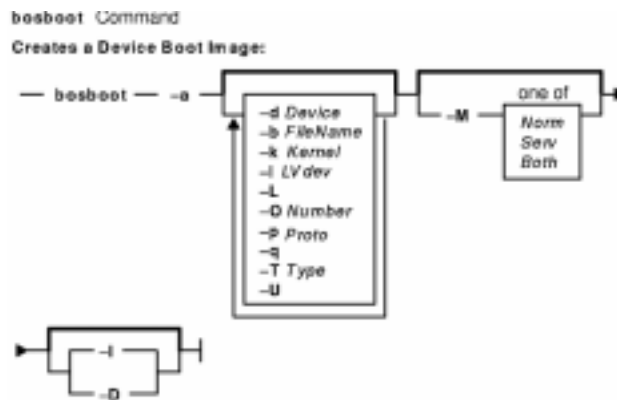 bosboot Command
Creates a Device Boot Image:
bosboot -a
-d Device
-b FileName
-k Kernel
-l LVdev
-L
-O Number
-p Proto
-q
-T Type
-U
-M
one of
Norm
Serv
Both
-I
-D